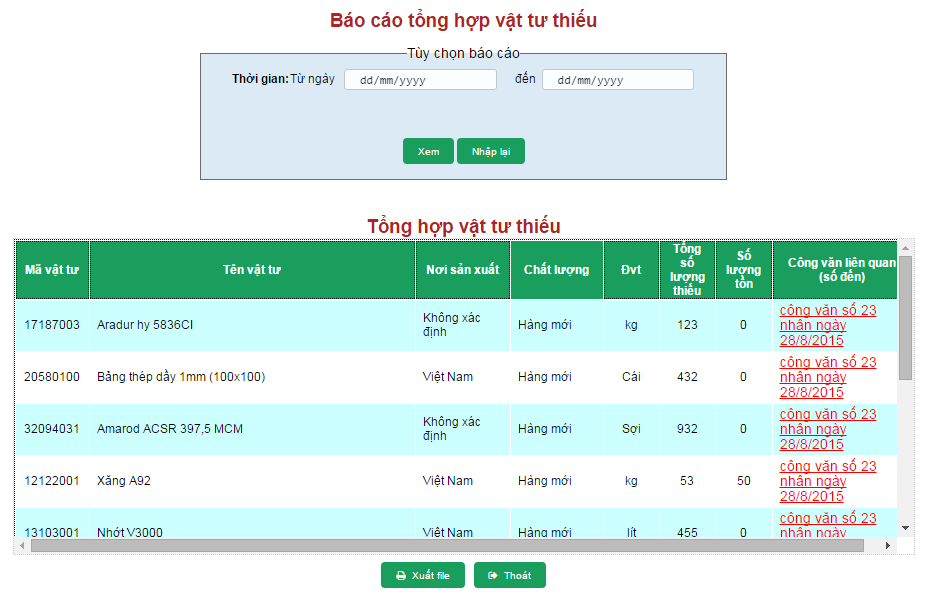 Báo cáo tổng hợp vật tư thiếu
Tùy chọn báo cáo
Thời gian: Từ ngày dd/mm/yyyy đến dd/mm/yyyy
Xem Nhập lại
Tổng hợp vật tư thiếu
Mã vật tư Tên vật tư Nơi sản xuất Chất lượng Đvt Tổng số lượng thiếu Số lượng tồn Công văn liên quan (số đến)
17187003 Aradur hy 5836CI Không xác định Hàng mới kg 123 0 công văn số 23 nhân ngày 28/8/2015
20580100 Bảng thép dầy 1mm (100x100) Việt Nam Hàng mới Cái 432 0 công văn số 23 nhân ngày 28/8/2015
32094031 Amarod ACSR 397,5 MCM Không xác định Hàng mới Sợi 932 0 công văn số 23 nhân ngày 28/8/2015
12122001 Xăng A92 Việt Nam Hàng mới kg 53 50 công văn số 23 nhân ngày 28/8/2015
13103001 Nhớt V3000 Việt Nam Hàng mới lít 455 0 công văn số 23 nhân ngày
Xuất file Thoát